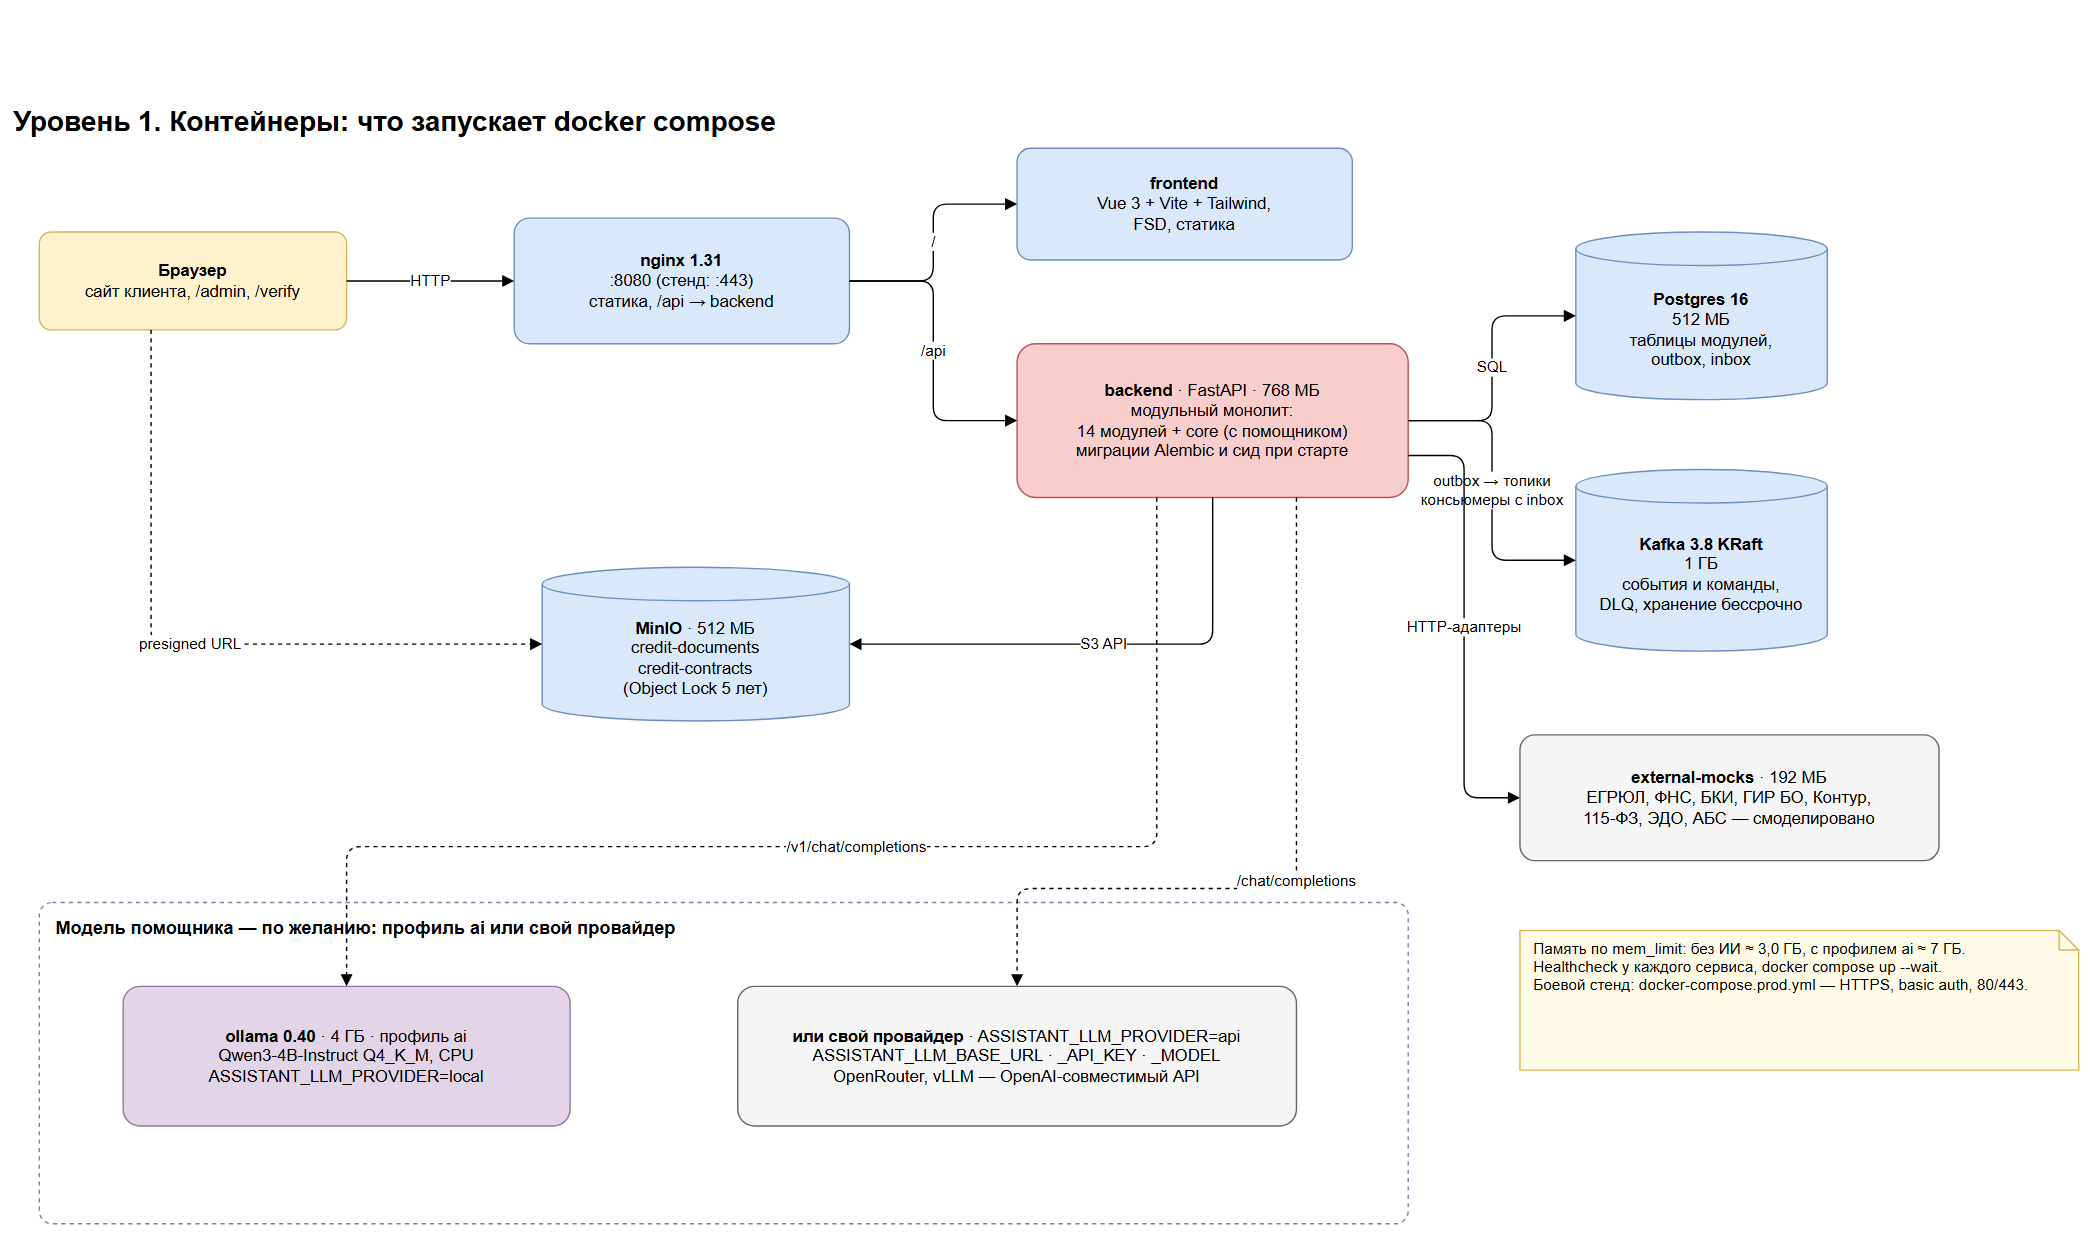 Уровень 1. Контейнеры: что запускает docker compose
Браузер
сайт клиента, /admin, /verify
HTTP
nginx 1.31
:8080 (стенд: :443)
статика, /api → backend
/
/api
frontend
Vue 3 + Vite + Tailwind,
FSD, статика
backend · FastAPI · 768 МБ
модульный монолит:
14 модулей + core (с помощником)
миграции Alembic и сид при старте
SQL
Postgres 16
512 МБ
таблицы модулей,
outbox, inbox
outbox → топики
консьюмеры с inbox
Kafka 3.8 KRaft
1 ГБ
события и команды,
DLQ, хранение бессрочно
HTTP-адаптеры
presigned URL
MinIO · 512 МБ
credit-documents
credit-contracts
(Object Lock 5 лет)
S3 API
external-mocks · 192 МБ
ЕГРЮЛ, ФНС, БКИ, ГИР БО, Контур,
115-ФЗ, ЭДО, АБС — смоделировано
/v1/chat/completions
/chat/completions
Модель помощника — по желанию: профиль ai или свой провайдер
ollama 0.40 · 4 ГБ · профиль ai
Qwen3-4B-Instruct Q4_K_M, CPU
ASSISTANT_LLM_PROVIDER=local
или свой провайдер · ASSISTANT_LLM_PROVIDER=api
ASSISTANT_LLM_BASE_URL · _API_KEY · _MODEL
OpenRouter, vLLM — OpenAI-совместимый API
Память по mem_limit: без ИИ ≈ 3,0 ГБ, с профилем ai ≈ 7 ГБ.
Healthcheck у каждого сервиса, docker compose up --wait.
Боевой стенд: docker-compose.prod.yml — HTTPS, basic auth, 80/443.